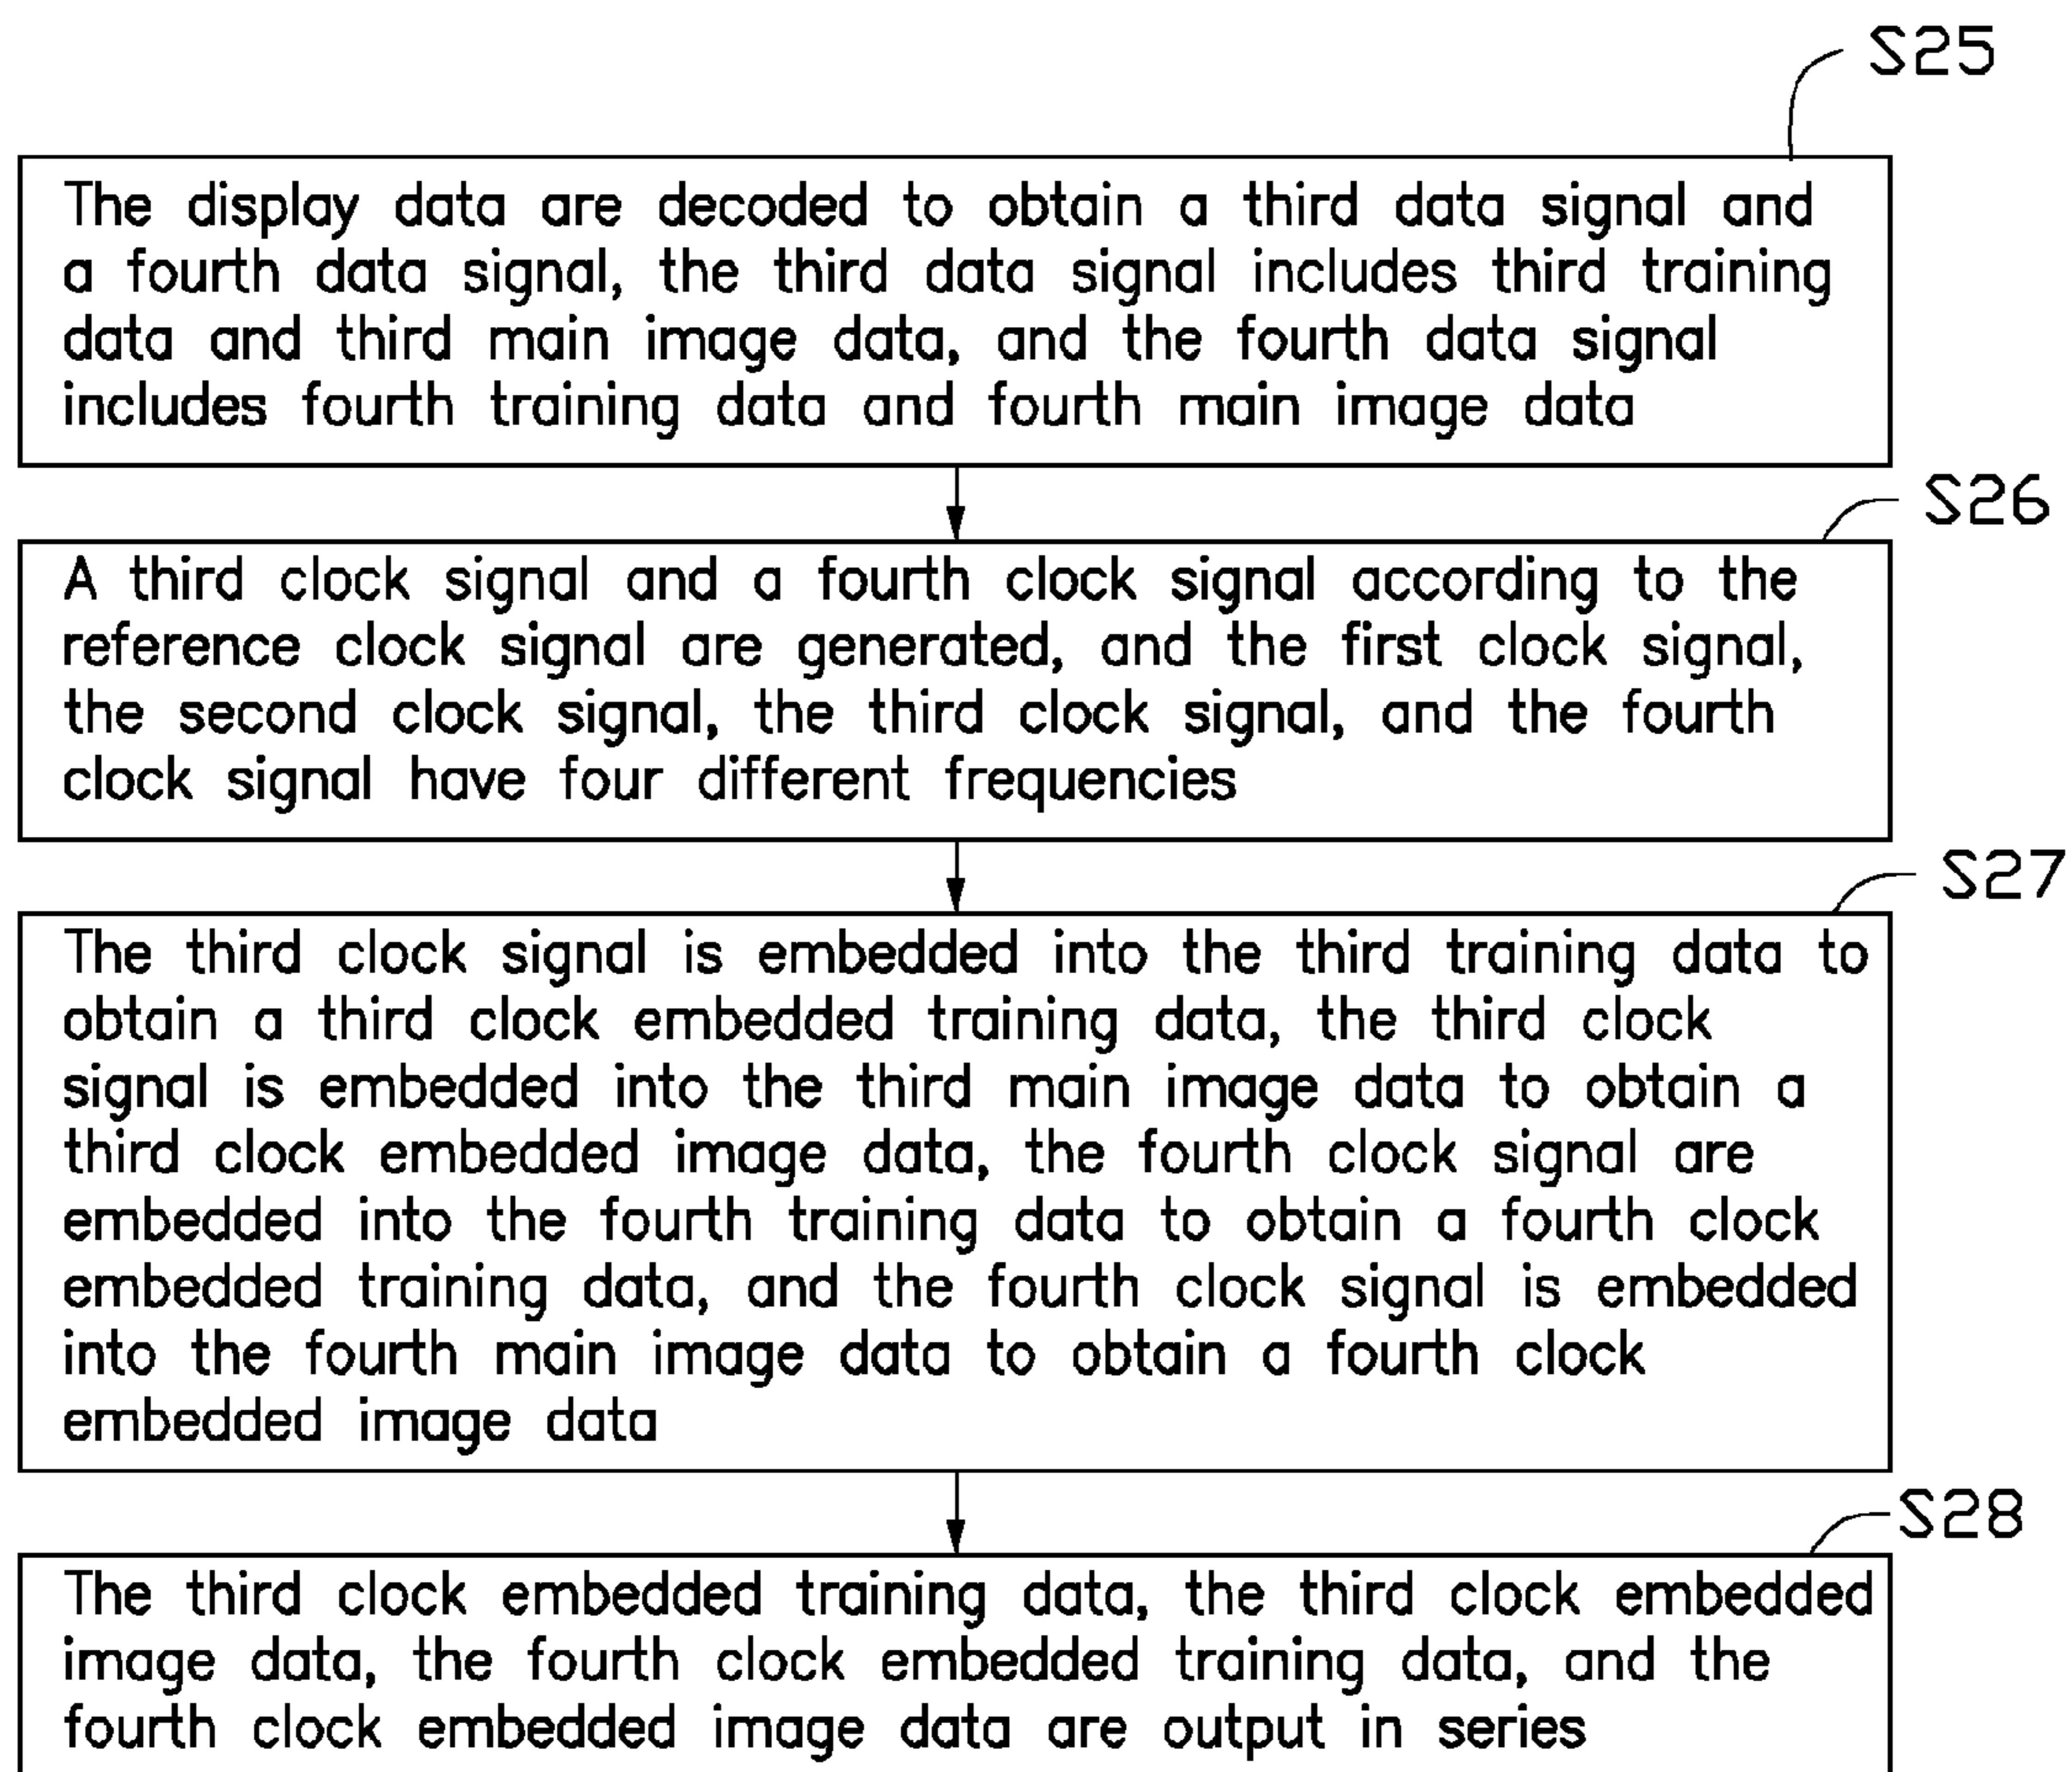 S25
The display data are decoded to obtain a third data signal and
a fourth data signal, the third data signal includes third training
data and third main image data, and the fourth data signal
includes fourth training data and fourth main image data
S26
A third clock signal and a fourth clock signal according to the
reference clock signal are generated, and the first clock signal,
the second clock signal, the third clock signal, and the fourth
clock signal have four different frequencies
S27
The third clock signal is embedded into the third training data to
obtain a third clock embedded training data, the third clock
signal is embedded into the third main image data to obtain a
third clock embedded image data, the fourth clock signal are
embedded into the fourth training data to obtain a fourth clock
embedded training data, and the fourth clock signal is embedded
into the fourth main image data to obtain a fourth clock
embedded image data
S28
The third clock embedded training data, the third clock embedded
image data, the fourth clock embedded training data, and the
fourth clock embedded image data are output in series